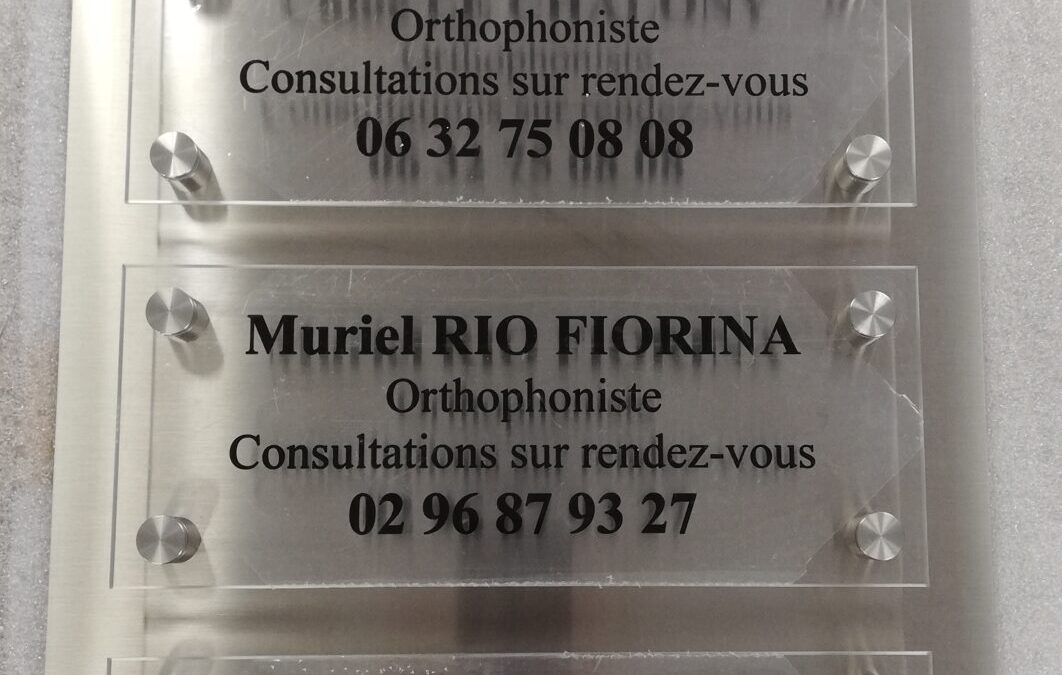 Orthophoniste
Consultations sur rendez-vous
06 32 75 08 08
Muriel RIO FIORINA
Orthophoniste
Consultations sur rendez-vous
02 96 87 93 27